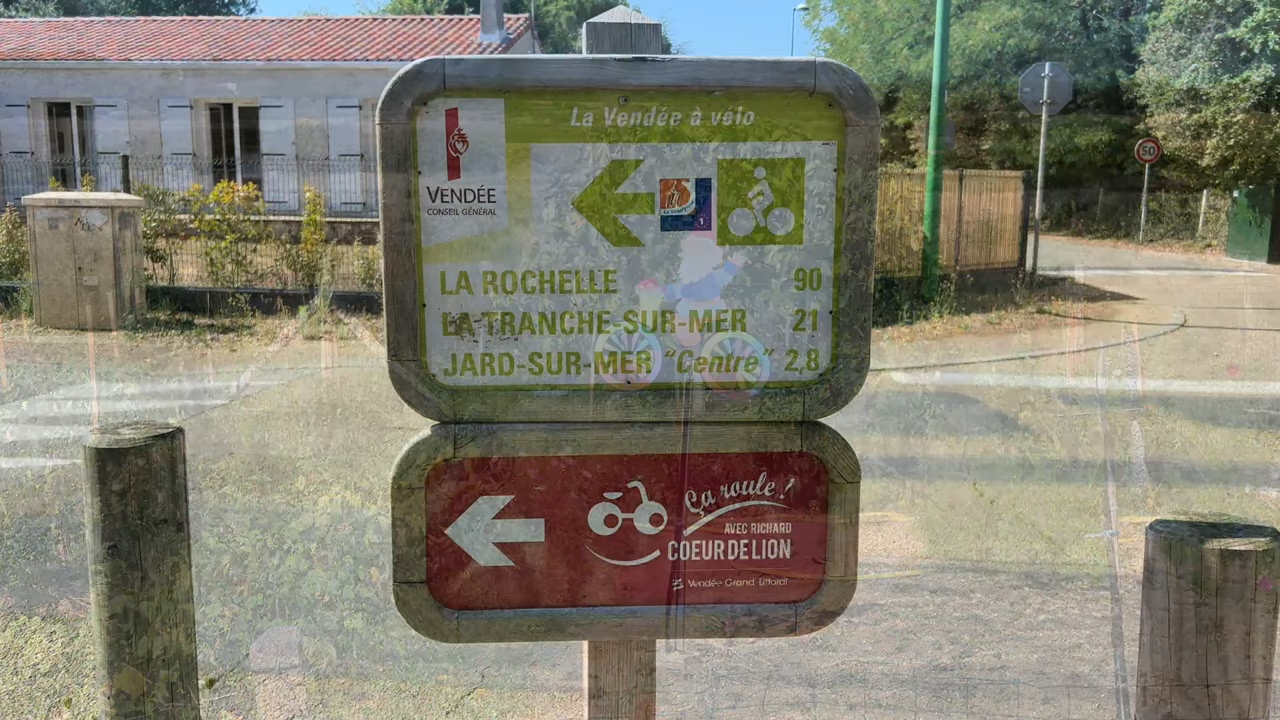 La Vendée à vélo
VENDÉE
CONSEIL GÉNÉRAL
LA ROCHELLE 90
LA TRANCHE-SUR-MER 21
JARD-SUR-MER "Centre" 2,8
50
Ça roule !
AVEC RICHARD
COEUR DE LION
Vendée Grand Littoral